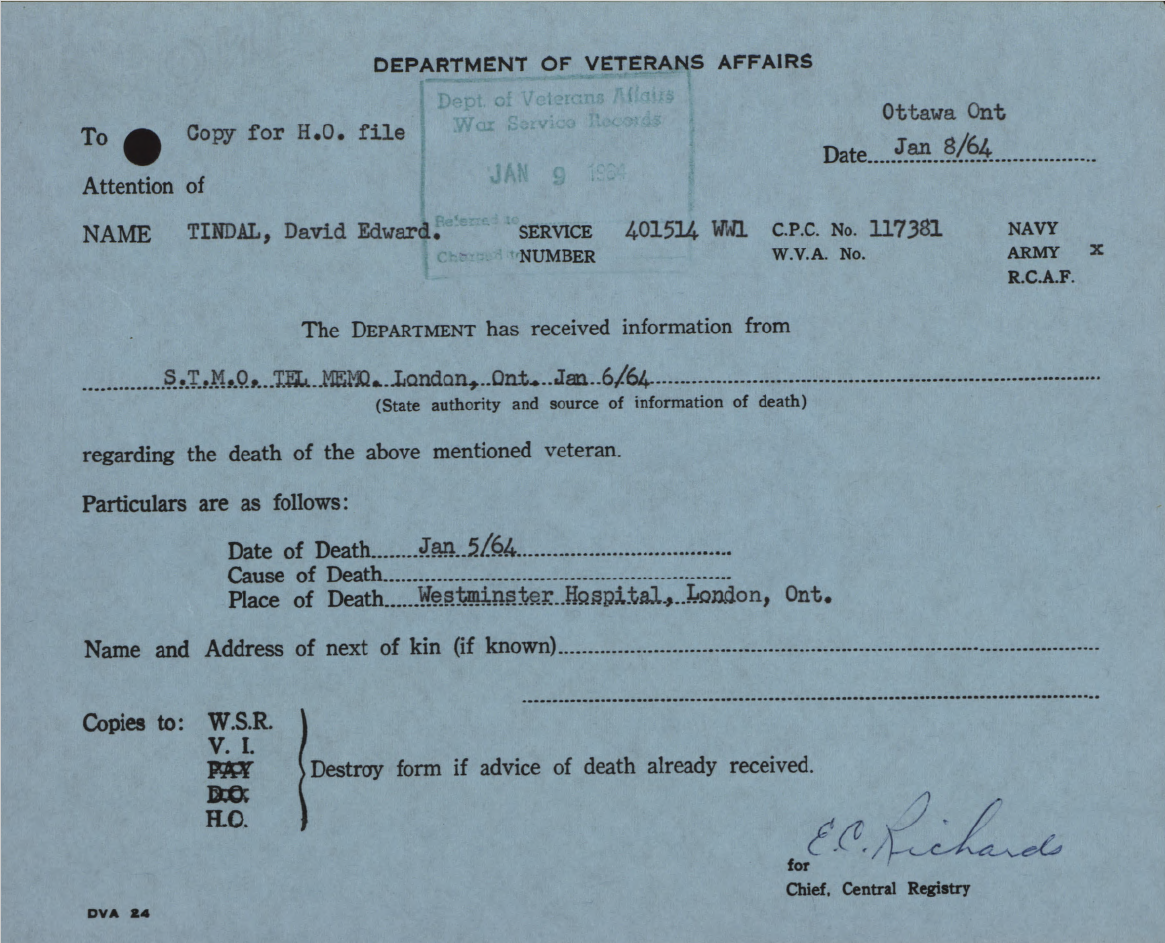 DEPARTMENT OF VETERANS AFFAIRS
Dept. of Veterans Affairs
War Service Records
JAN 9 1964
Referred to
Charged to
Ottawa Ont
To Copy for H.O. file
Date Jan 8/64
Attention of
NAME TINDAL, David Edward. SERVICE NUMBER 401514 WW1 C.P.C. No. 117381 NAVY
W.V.A. No. ARMY x
R.C.A.F.
The DEPARTMENT has received information from
S.T.M.O. TEL MEMO. London, Ont. Jan 6/64
(State authority and source of information of death)
regarding the death of the above mentioned veteran.
Particulars are as follows:
Date of Death Jan 5/64
Cause of Death
Place of Death Westminster Hospital, London, Ont.
Name and Address of next of kin (if known)
Copies to: W.S.R.
V. I.
PAY
D.O.
H.O.
Destroy form if advice of death already received.
E.C. Richards
for
Chief, Central Registry
DVA 24